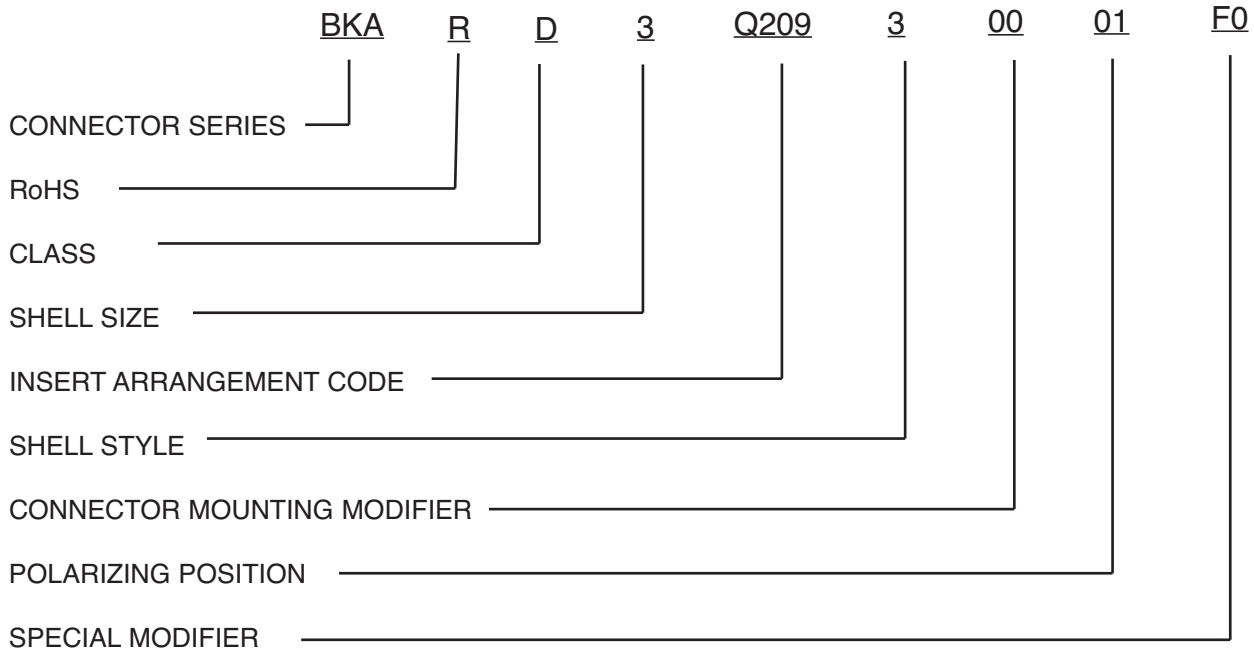 BKA R D 3 Q209 3 00 01 F0
CONNECTOR SERIES
RoHS
CLASS
SHELL SIZE
INSERT ARRANGEMENT CODE
SHELL STYLE
CONNECTOR MOUNTING MODIFIER
POLARIZING POSITION
SPECIAL MODIFIER